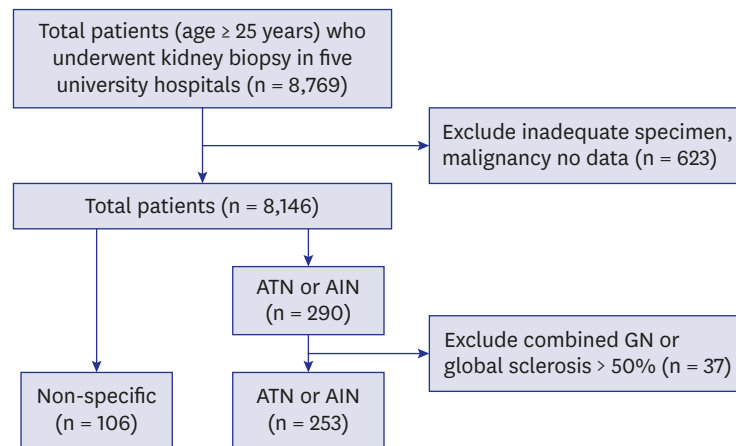 Total patients (age ≥ 25 years) who
underwent kidney biopsy in five
university hospitals (n = 8,769)
Exclude inadequate specimen,
malignancy no data (n = 623)
Total patients (n = 8,146)
ATN or AIN
(n = 290)
Exclude combined GN or
global sclerosis > 50% (n = 37)
Non-specific
(n = 106)
ATN or AIN
(n = 253)